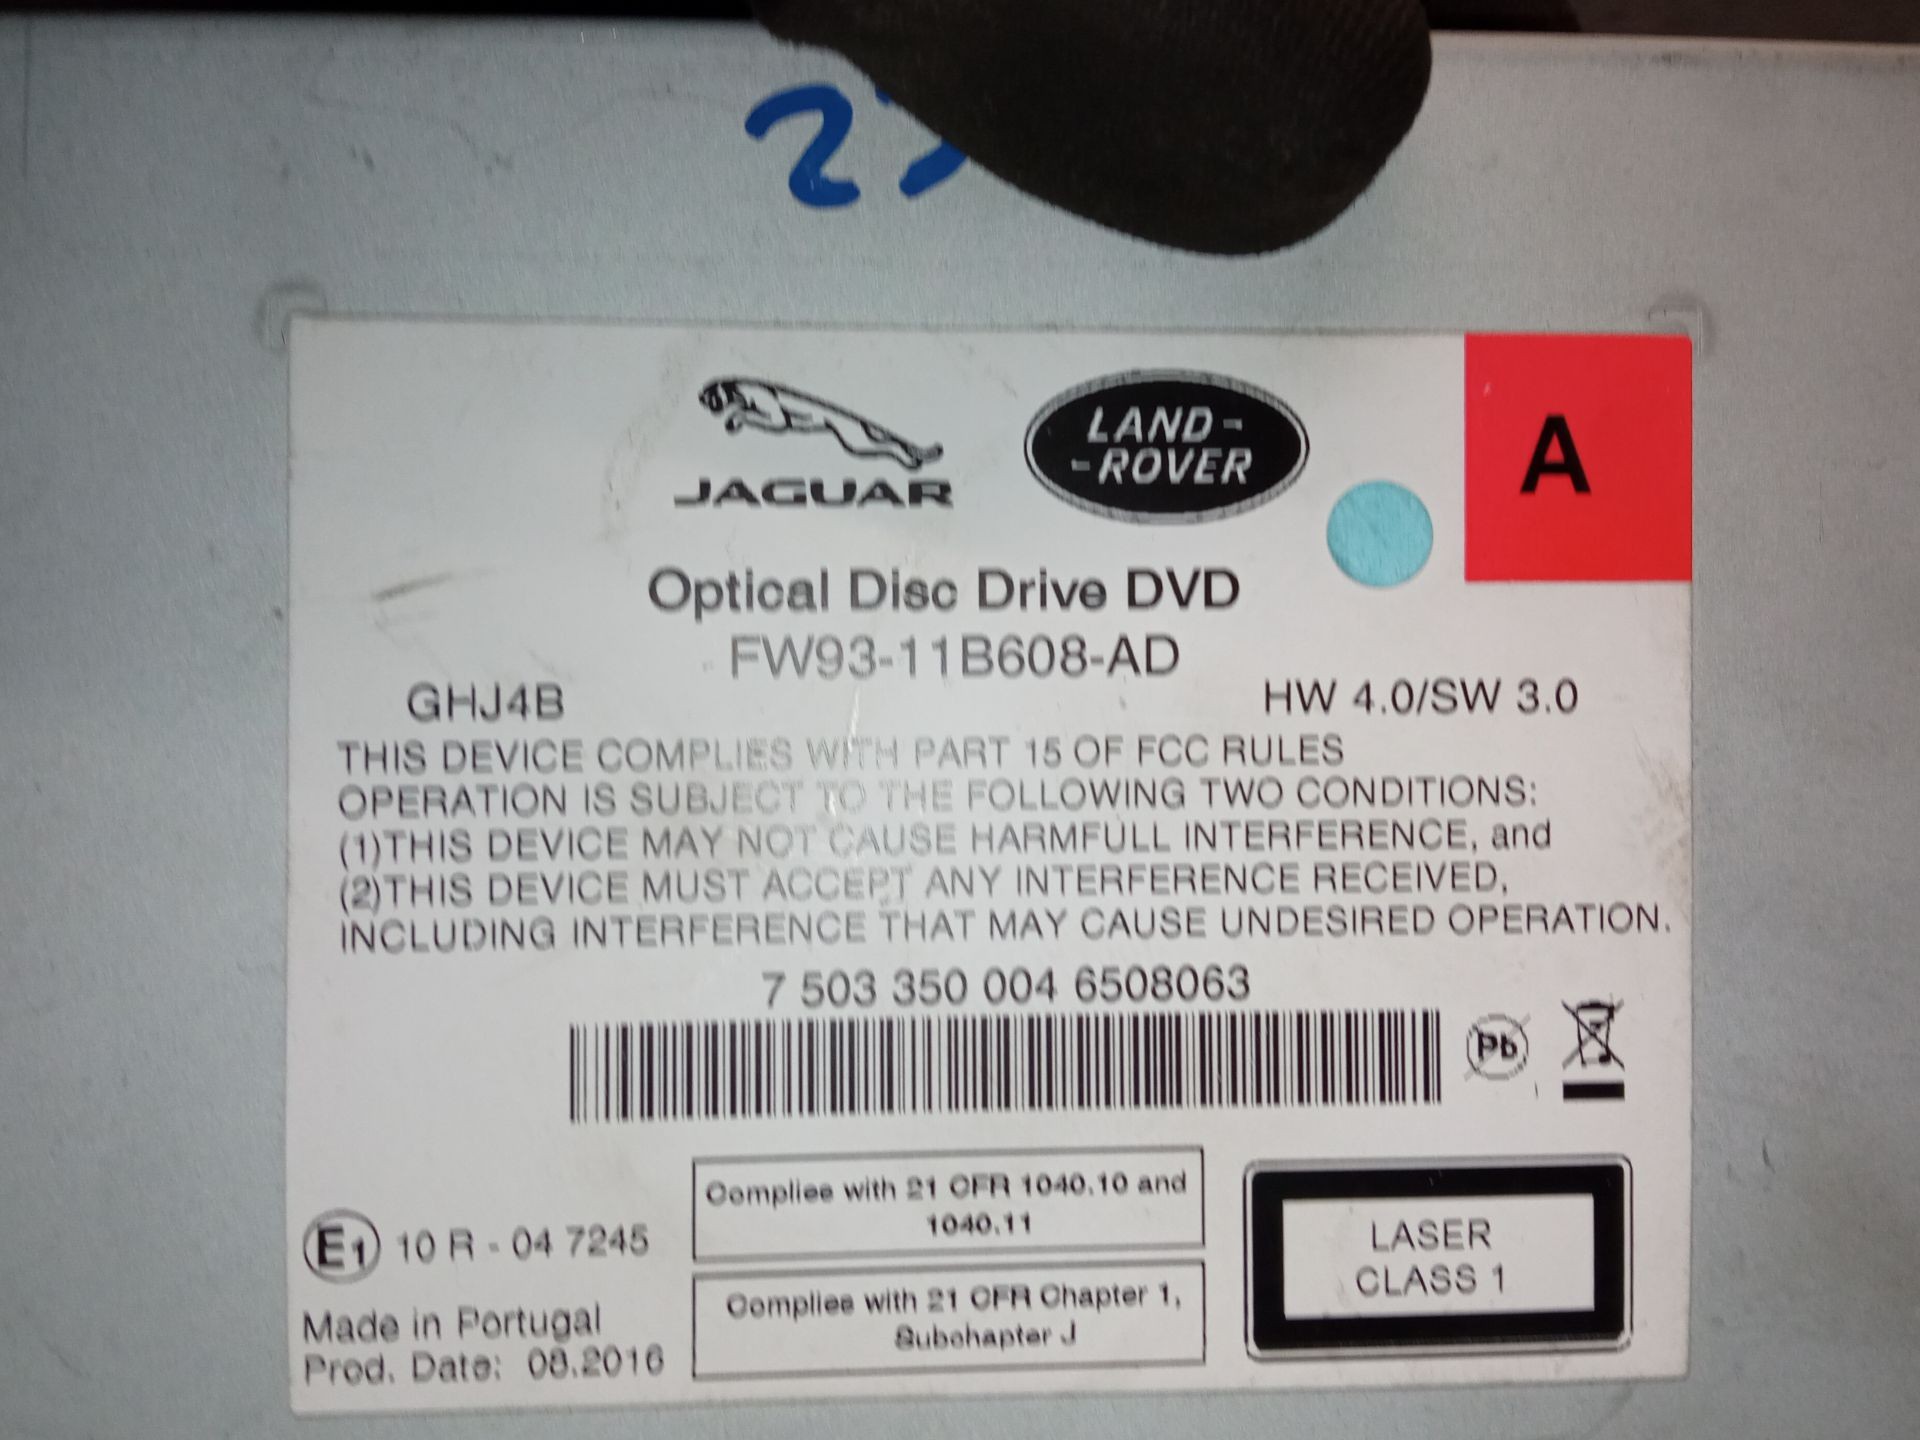 JAGUAR
LAND-
-ROVER
A
Optical Disc Drive DVD
FW93-11B608-AD
GHJ4B
HW 4.0/SW 3.0
THIS DEVICE COMPLIES WITH PART 15 OF FCC RULES
OPERATION IS SUBJECT TO THE FOLLOWING TWO CONDITIONS:
(1)THIS DEVICE MAY NOT CAUSE HARMFULL INTERFERENCE, and
(2)THIS DEVICE MUST ACCEPT ANY INTERFERENCE RECEIVED,
INCLUDING INTERFERENCE THAT MAY CAUSE UNDESIRED OPERATION.
7 503 350 004 6508063
Pb
E1 10 R - 04 7245
Made in Portugal
Prod. Date: 08.2016
Complies with 21 CFR 1040.10 and
1040.11
Complies with 21 CFR Chapter 1,
Subchapter J
LASER
CLASS 1